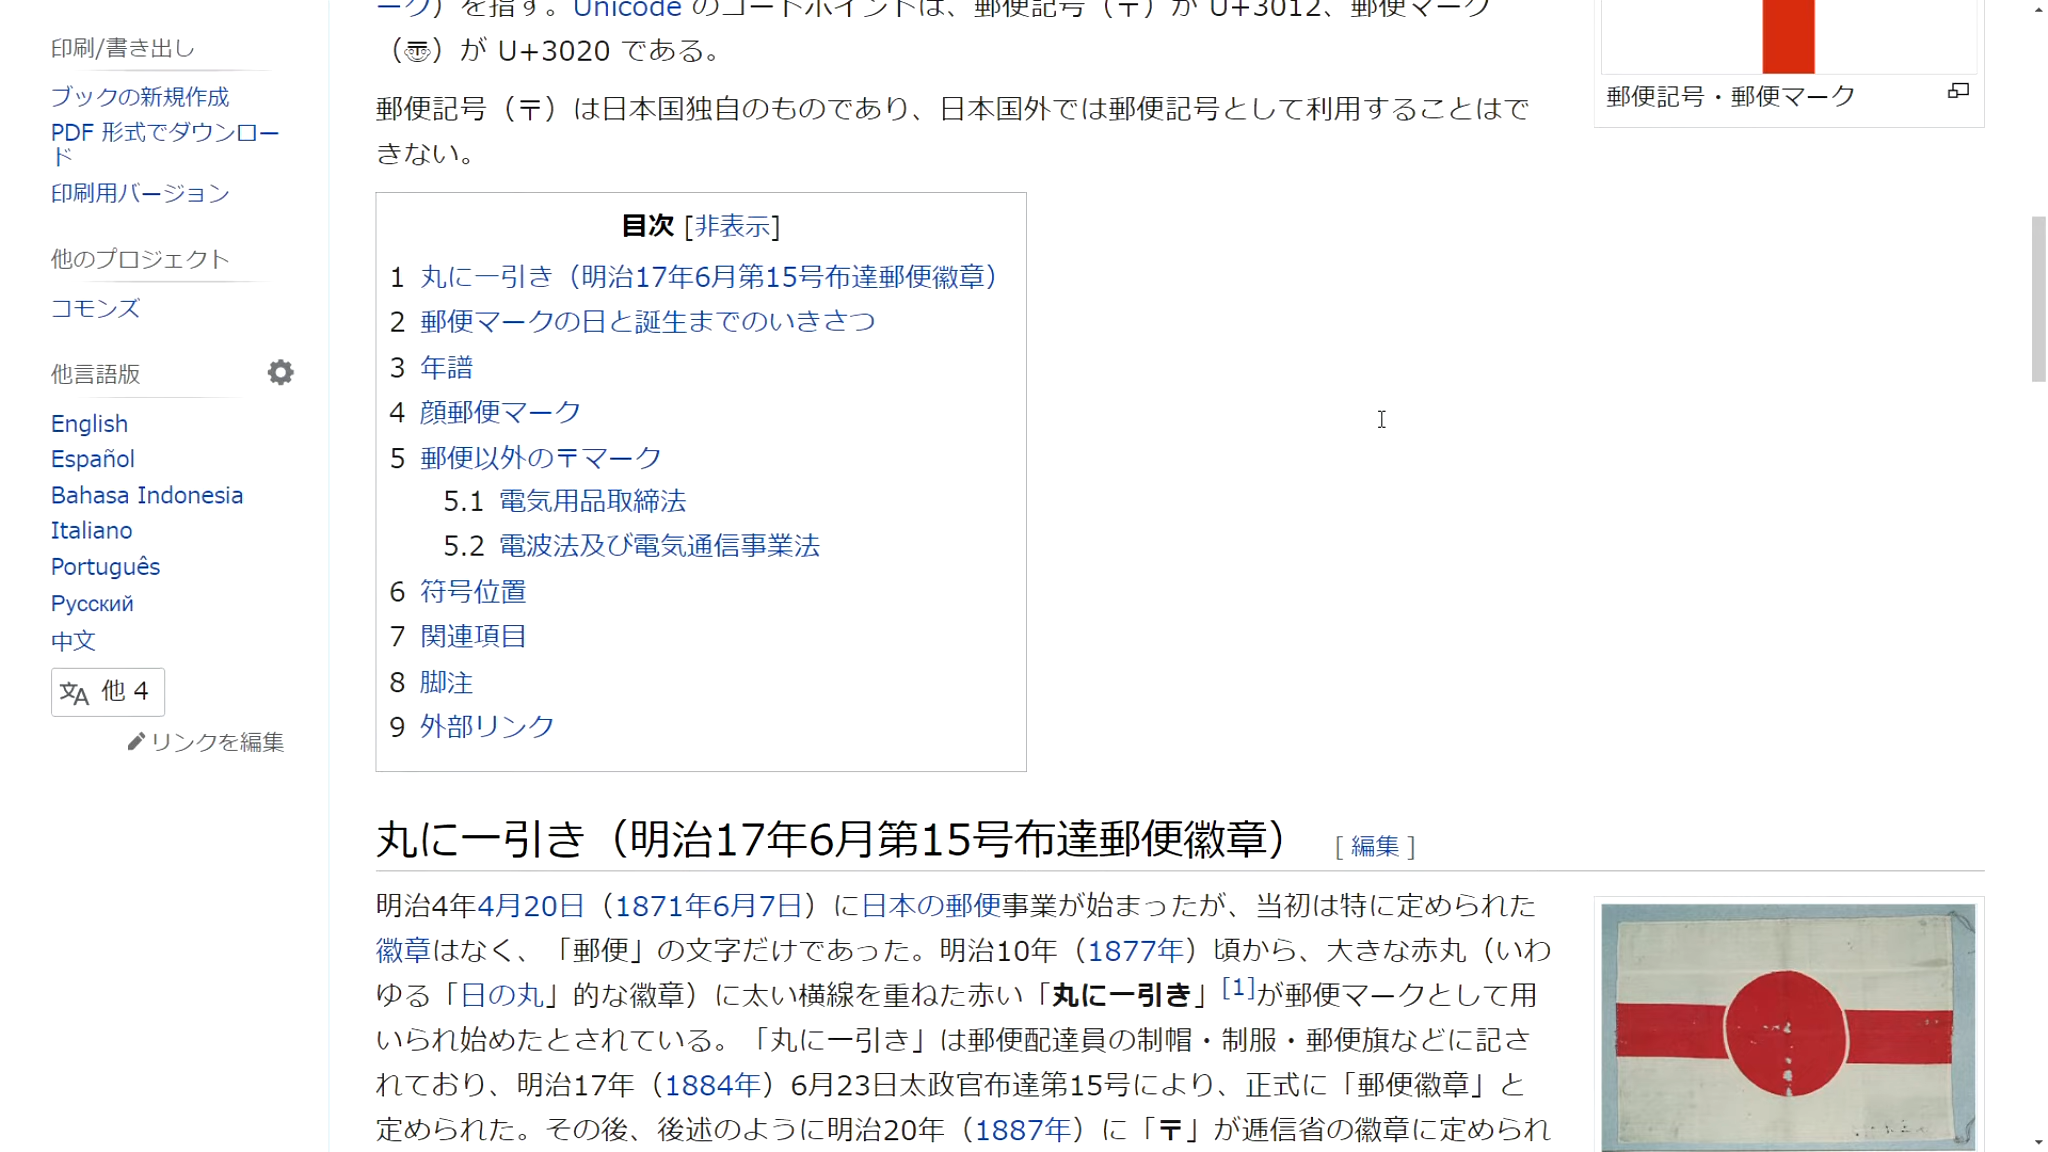 印刷/書き出し
ブックの新規作成
PDF 形式でダウンロー
ド
印刷用バージョン
他のプロジェクト
コモンズ
他言語版
English
Español
Bahasa Indonesia
Italiano
Português
Русский
中文
文A 他 4
リンクを編集
ーク）を指す。Unicode のコードポイントは、郵便記号（〒）が U+3012、郵便マーク
（〠）が U+3020 である。
郵便記号（〒）は日本国独自のものであり、日本国外では郵便記号として利用することはで
きない。
郵便記号・郵便マーク
目次 [非表示]
1 丸に一引き（明治17年6月第15号布達郵便徽章）
2 郵便マークの日と誕生までのいきさつ
3 年譜
4 顔郵便マーク
5 郵便以外の〒マーク
5.1 電気用品取締法
5.2 電波法及び電気通信事業法
6 符号位置
7 関連項目
8 脚注
9 外部リンク
丸に一引き（明治17年6月第15号布達郵便徽章） [ 編集 ]
明治4年4月20日（1871年6月7日）に日本の郵便事業が始まったが、当初は特に定められた
徽章はなく、「郵便」の文字だけであった。明治10年（1877年）頃から、大きな赤丸（いわ
ゆる「日の丸」的な徽章）に太い横線を重ねた赤い「丸に一引き」[1]が郵便マークとして用
いられ始めたとされている。「丸に一引き」は郵便配達員の制帽・制服・郵便旗などに記さ
れており、明治17年（1884年）6月23日太政官布達第15号により、正式に「郵便徽章」と
定められた。その後、後述のように明治20年（1887年）に「〒」が逓信省の徽章に定められ